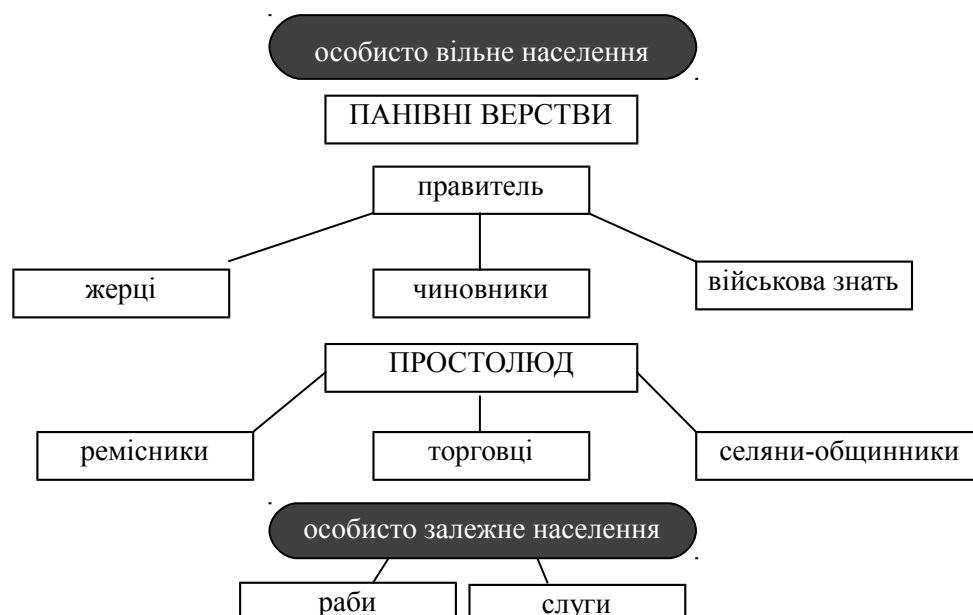 особисто вільне населення
ПАНІВНІ ВЕРСТВИ
правитель
жерці
чиновники
військова знать
ПРОСТОЛЮД
ремісники
торговці
селяни-общинники
особисто залежне населення
раби
слуги